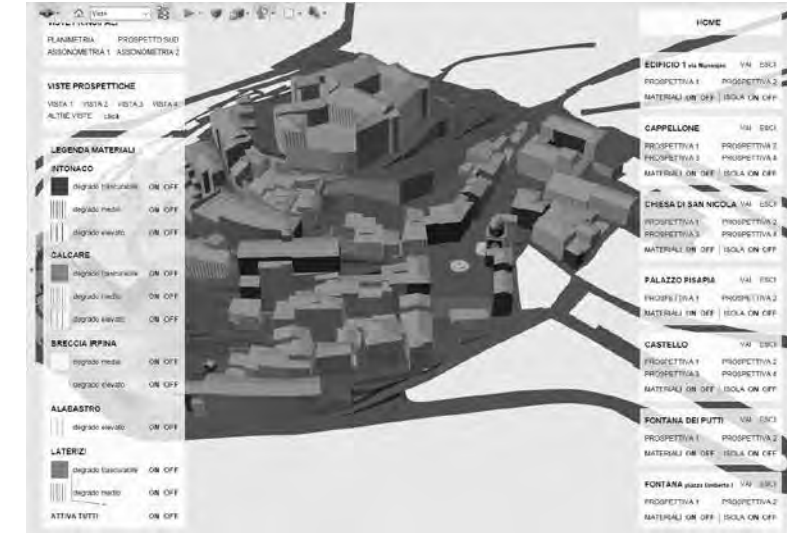 Viste
VISTE PRINCIPALI
PLANIMETRIA PROSPETTO SUD
ASSONOMETRIA 1 ASSONOMETRIA 2
VISTE PROSPETTICHE
VISTA 1 VISTA 2 VISTA 3 VISTA 4
ALTRE VISTE click
LEGENDA MATERIALI
INTONACO
degrado trascurabile ON OFF
degrado medio ON OFF
degrado elevato ON OFF
CALCARE
degrado trascurabile ON OFF
degrado medio ON OFF
degrado elevato ON OFF
BRECCIA IRPINA
degrado medio ON OFF
degrado elevato ON OFF
ALABASTRO
degrado elevato ON OFF
LATERIZI
degrado trascurabile ON OFF
degrado medio ON OFF
ATTIVA TUTTI ON OFF
HOME
EDIFICIO 1 via Municipio VAI ESCI
PROSPETTIVA 1 PROSPETTIVA 2
MATERIALI ON OFF | ISOLA ON OFF
CAPPELLONE VAI ESCI
PROSPETTIVA 1 PROSPETTIVA 2
PROSPETTIVA 3 PROSPETTIVA 4
MATERIALI ON OFF | ISOLA ON OFF
CHIESA DI SAN NICOLA VAI ESCI
PROSPETTIVA 1 PROSPETTIVA 2
PROSPETTIVA 3 PROSPETTIVA 4
MATERIALI ON OFF | ISOLA ON OFF
PALAZZO PISAPIA VAI ESCI
PROSPETTIVA 1 PROSPETTIVA 2
MATERIALI ON OFF | ISOLA ON OFF
CASTELLO VAI ESCI
PROSPETTIVA 1 PROSPETTIVA 2
PROSPETTIVA 3 PROSPETTIVA 4
MATERIALI ON OFF | ISOLA ON OFF
FONTANA DEI PUTTI VAI ESCI
PROSPETTIVA 1 PROSPETTIVA 2
MATERIALI ON OFF | ISOLA ON OFF
FONTANA piazza Umberto I VAI ESCI
PROSPETTIVA 1 PROSPETTIVA 2
MATERIALI ON OFF | ISOLA ON OFF